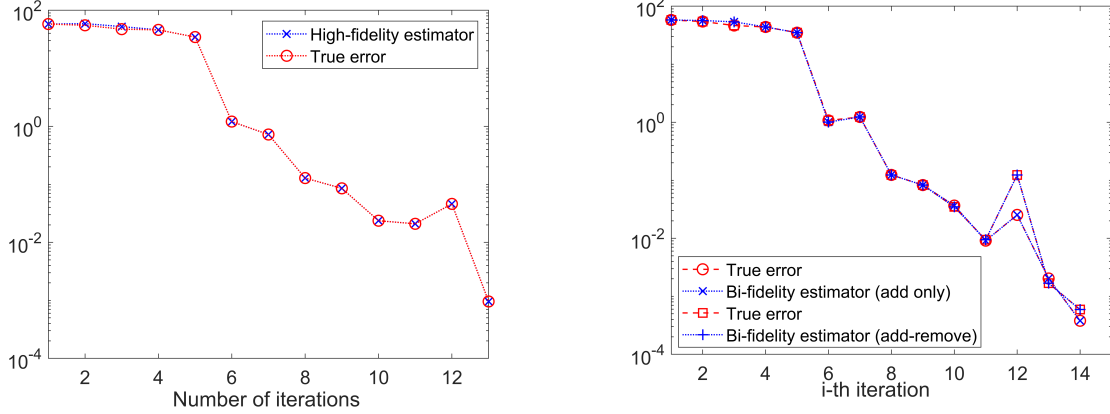 10^2
10^0
10^-2
10^-4
2
4
6
8
10
12
Number of iterations
High-fidelity estimator
True error
10^2
10^0
10^-2
10^-4
2
4
6
8
10
12
14
i-th iteration
True error
Bi-fidelity estimator (add only)
True error
Bi-fidelity estimator (add-remove)